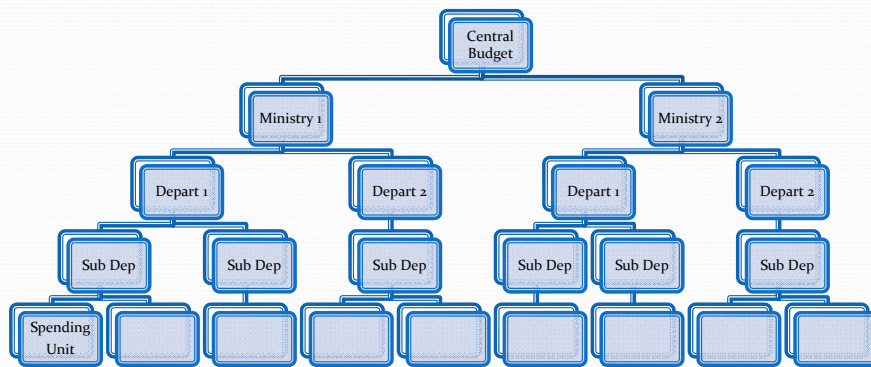 Central
Budget
Ministry 1
Ministry 2
Depart 1
Depart 2
Depart 1
Depart 2
Sub Dep
Sub Dep
Sub Dep
Sub Dep
Sub Dep
Sub Dep
Spending
Unit